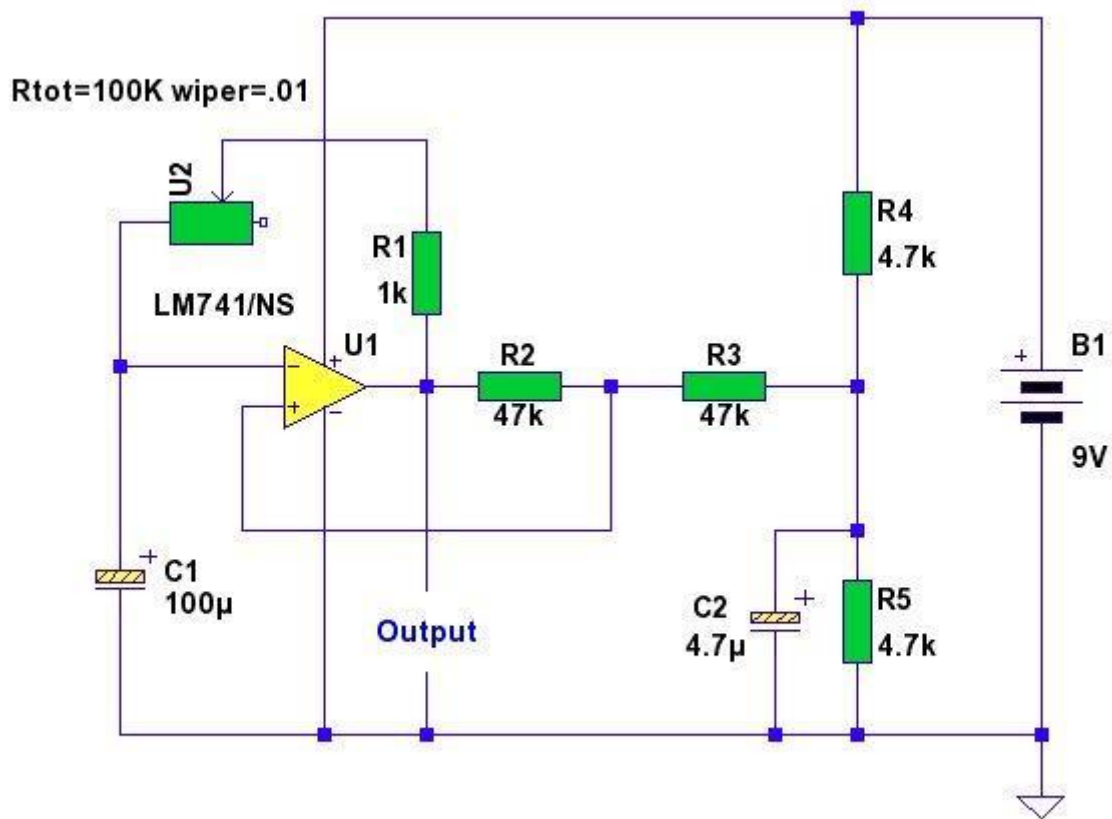 Rtot=100K wiper=.01
U2
R1
1k
R4
4.7k
LM741/NS
U1
+
−
+
−
R2
47k
R3
47k
+
B1
9V
+
C1
100µ
Output
+
C2
4.7µ
R5
4.7k